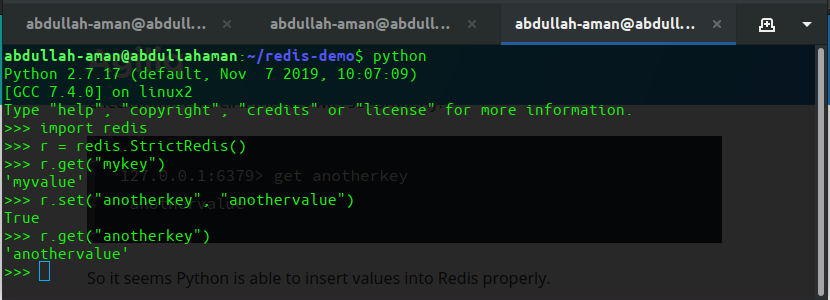 abdullah-aman@abdull... × abdullah-aman@abdull... × abdullah-aman@abdull... ×
abdullah-aman@abdullahaman:~/redis-demo$ python
Python 2.7.17 (default, Nov  7 2019, 10:07:09)
[GCC 7.4.0] on linux2
Type "help", "copyright", "credits" or "license" for more information.
>>> import redis
>>> r = redis.StrictRedis()
>>> r.get("mykey")
'myvalue'
127.0.0.1:6379> get anotherkey
>>> r.set("anotherkey", "anothervalue")
"anothervalue"
True
>>> r.get("anotherkey")
'anothervalue'
>>>
So it seems Python is able to insert values into Redis properly.